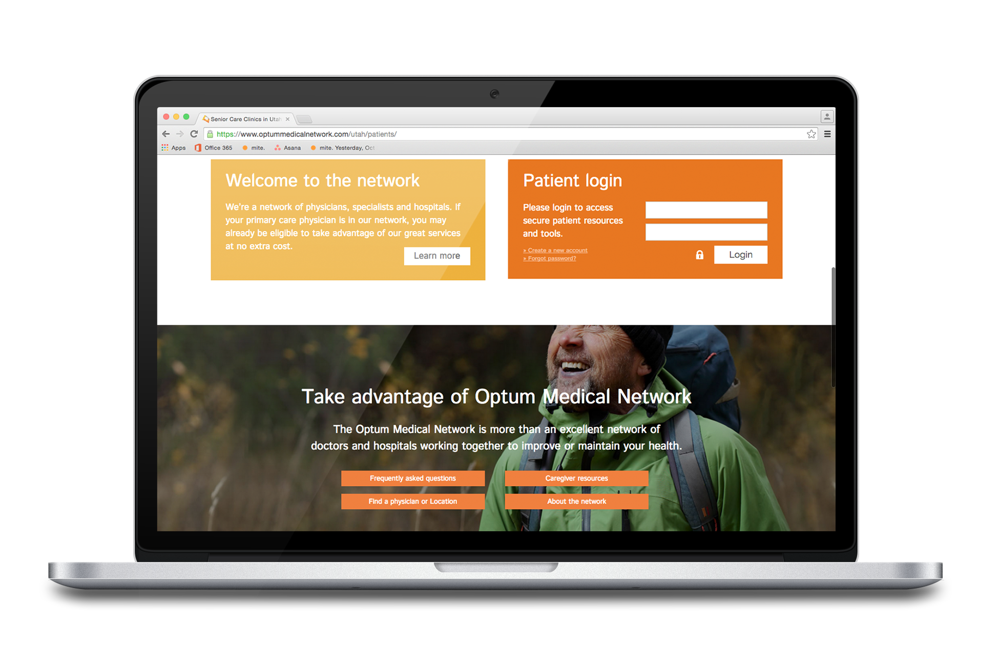 Senior Care Clinics in Utah
https://www.optummedicalnetwork.com/utah/patients/
Apps Office 365 mite. Asana mite. Yesterday, Oct
Welcome to the network
We're a network of physicians, specialists and hospitals. If
your primary care physician is in our network, you may
already be eligible to take advantage of our great services
at no extra cost.
Learn more
Patient login
Please login to access
secure patient resources
and tools.
» Create a new account
» Forgot password?
Login
Take advantage of Optum Medical Network
The Optum Medical Network is more than an excellent network of
doctors and hospitals working together to improve or maintain your health.
Frequently asked questions
Caregiver resources
Find a physician or Location
About the network